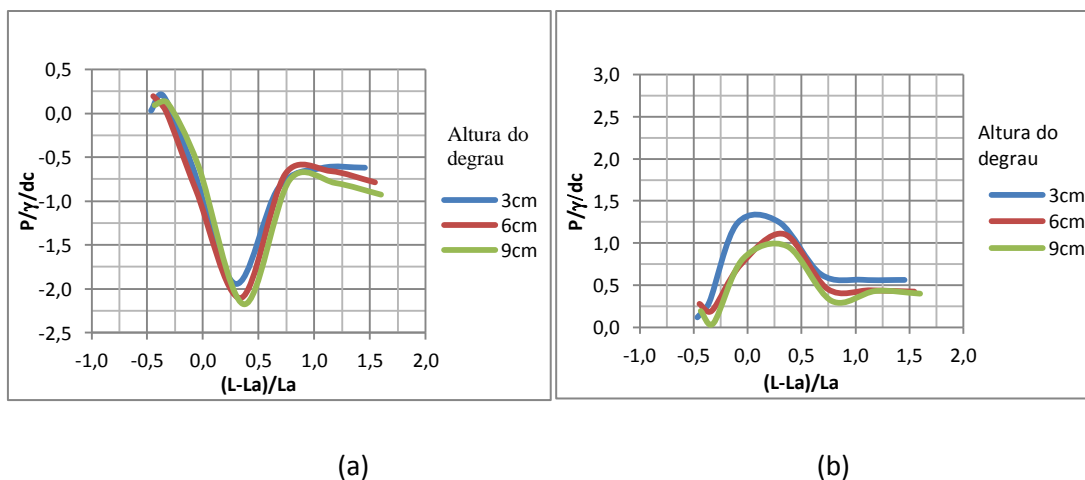 0,5
0,0
-0,5
-1,0
-1,5
-2,0
-2,5
P/γ/dc
-1,0 -0,5 0,0 0,5 1,0 1,5 2,0
(L-La)/La
Altura do
degrau
3cm
6cm
9cm
(a)
3,0
2,5
2,0
1,5
1,0
0,5
0,0
P/γ/dc
-1,0 -0,5 0,0 0,5 1,0 1,5 2,0
(L-La)/La
Altura do
degrau
3cm
6cm
9cm
(b)